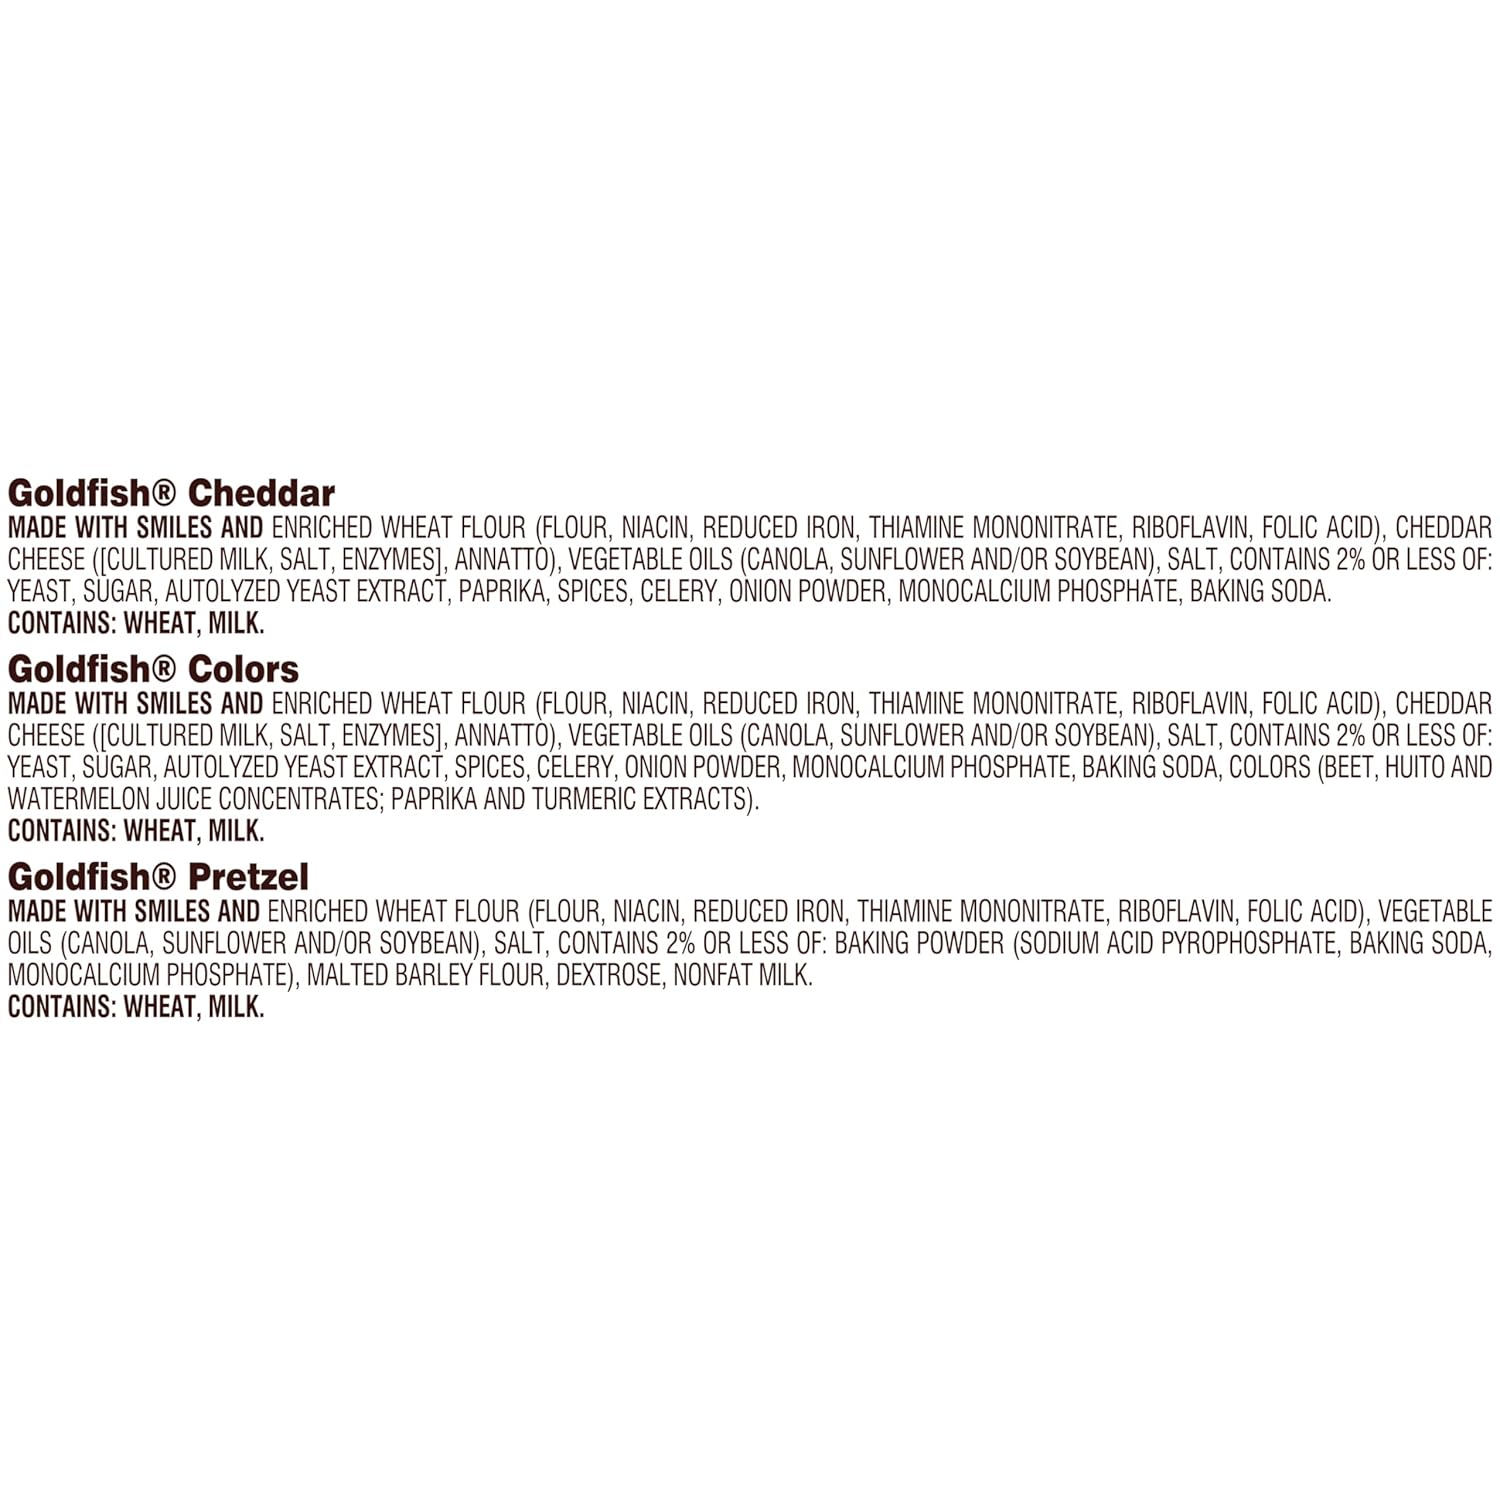 Goldfish® Cheddar
MADE WITH SMILES AND ENRICHED WHEAT FLOUR (FLOUR, NIACIN, REDUCED IRON, THIAMINE MONONITRATE, RIBOFLAVIN, FOLIC ACID), CHEDDAR
CHEESE ([CULTURED MILK, SALT, ENZYMES], ANNATTO), VEGETABLE OILS (CANOLA, SUNFLOWER AND/OR SOYBEAN), SALT, CONTAINS 2% OR LESS OF:
YEAST, SUGAR, AUTOLYZED YEAST EXTRACT, PAPRIKA, SPICES, CELERY, ONION POWDER, MONOCALCIUM PHOSPHATE, BAKING SODA.
CONTAINS: WHEAT, MILK.
Goldfish® Colors
MADE WITH SMILES AND ENRICHED WHEAT FLOUR (FLOUR, NIACIN, REDUCED IRON, THIAMINE MONONITRATE, RIBOFLAVIN, FOLIC ACID), CHEDDAR
CHEESE ([CULTURED MILK, SALT, ENZYMES], ANNATTO), VEGETABLE OILS (CANOLA, SUNFLOWER AND/OR SOYBEAN), SALT, CONTAINS 2% OR LESS OF:
YEAST, SUGAR, AUTOLYZED YEAST EXTRACT, SPICES, CELERY, ONION POWDER, MONOCALCIUM PHOSPHATE, BAKING SODA, COLORS (BEET, HUITO AND
WATERMELON JUICE CONCENTRATES; PAPRIKA AND TURMERIC EXTRACTS).
CONTAINS: WHEAT, MILK.
Goldfish® Pretzel
MADE WITH SMILES AND ENRICHED WHEAT FLOUR (FLOUR, NIACIN, REDUCED IRON, THIAMINE MONONITRATE, RIBOFLAVIN, FOLIC ACID), VEGETABLE
OILS (CANOLA, SUNFLOWER AND/OR SOYBEAN), SALT, CONTAINS 2% OR LESS OF: BAKING POWDER (SODIUM ACID PYROPHOSPHATE, BAKING SODA,
MONOCALCIUM PHOSPHATE), MALTED BARLEY FLOUR, DEXTROSE, NONFAT MILK.
CONTAINS: WHEAT, MILK.